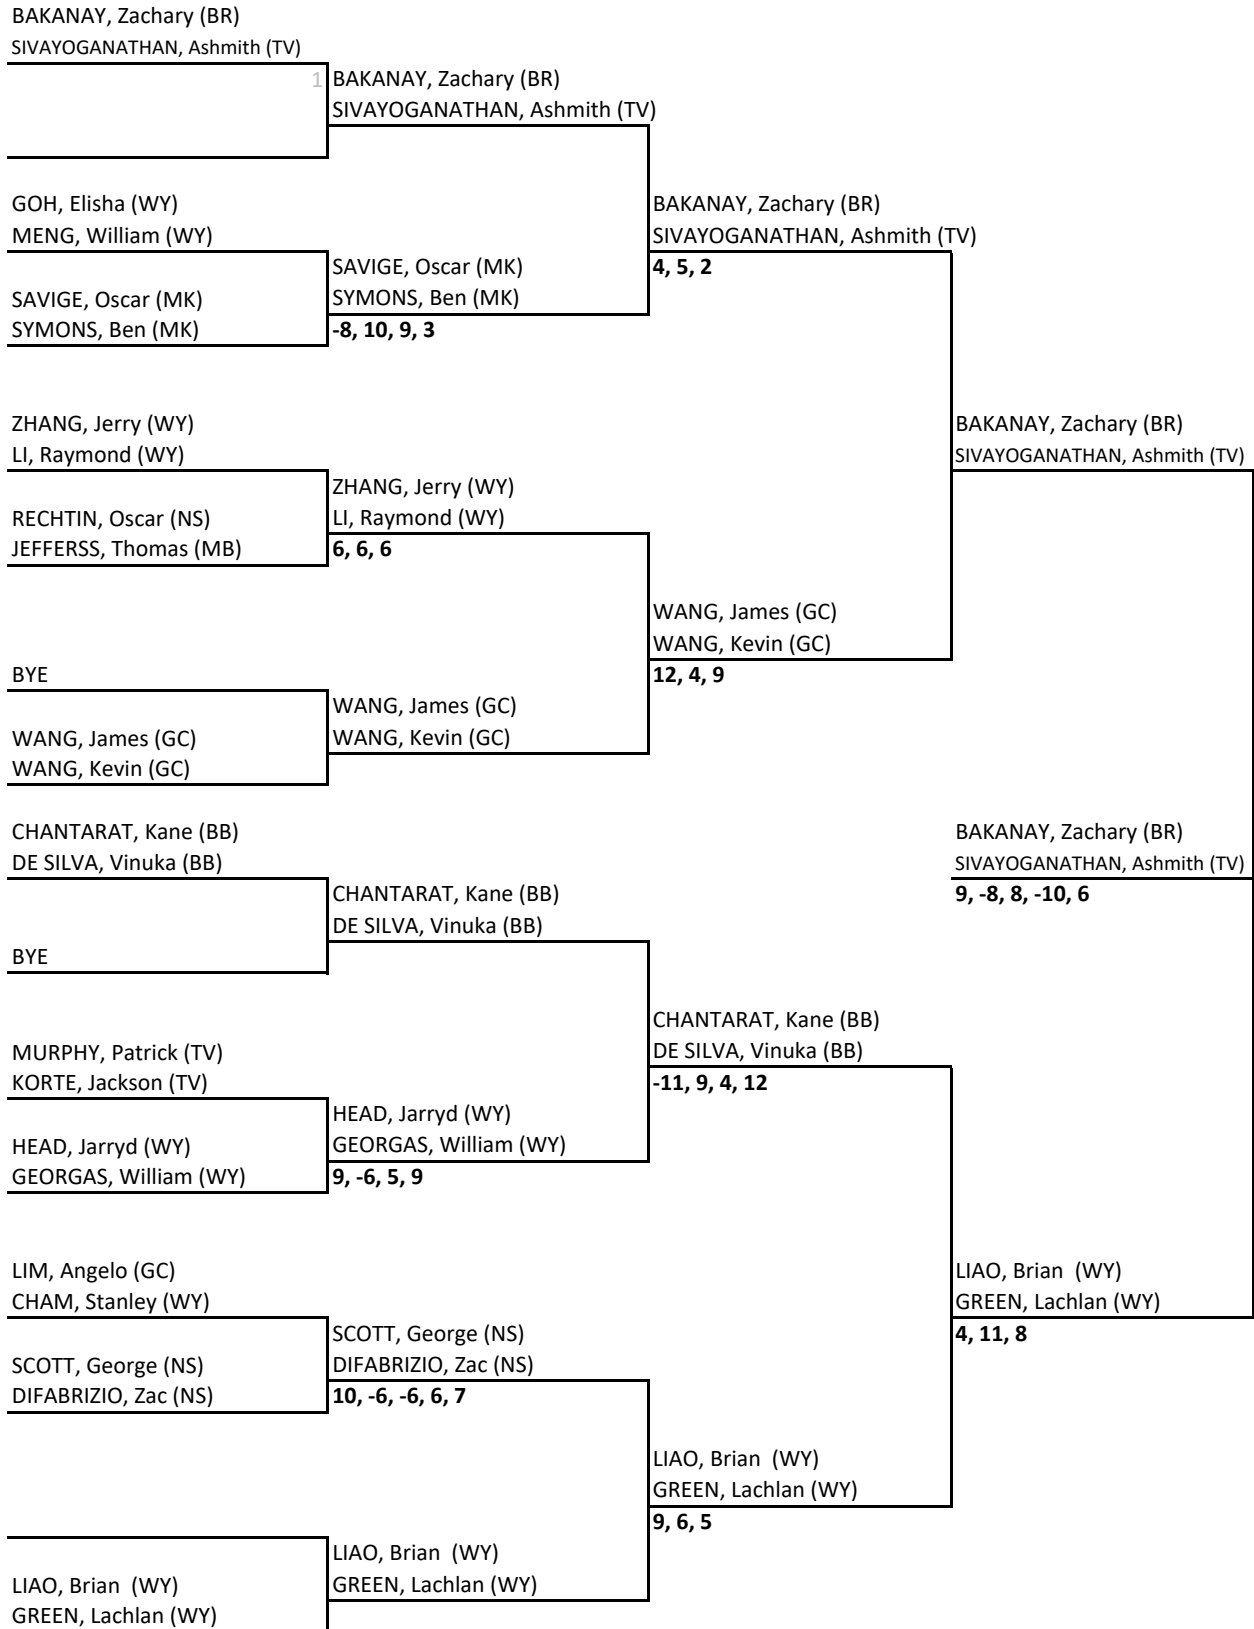 BAKANAY, Zachary (BR)
SIVAYOGANATHAN, Ashmith (TV)
1
BAKANAY, Zachary (BR)
SIVAYOGANATHAN, Ashmith (TV)
GOH, Elisha (WY)
MENG, William (WY)
BAKANAY, Zachary (BR)
SIVAYOGANATHAN, Ashmith (TV)
4, 5, 2
SAVIGE, Oscar (MK)
SYMONS, Ben (MK)
-8, 10, 9, 3
SAVIGE, Oscar (MK)
SYMONS, Ben (MK)
ZHANG, Jerry (WY)
LI, Raymond (WY)
BAKANAY, Zachary (BR)
SIVAYOGANATHAN, Ashmith (TV)
ZHANG, Jerry (WY)
LI, Raymond (WY)
6, 6, 6
RECHTIN, Oscar (NS)
JEFFERSS, Thomas (MB)
WANG, James (GC)
WANG, Kevin (GC)
12, 4, 9
BYE
WANG, James (GC)
WANG, Kevin (GC)
WANG, James (GC)
WANG, Kevin (GC)
CHANTARAT, Kane (BB)
DE SILVA, Vinuka (BB)
BAKANAY, Zachary (BR)
SIVAYOGANATHAN, Ashmith (TV)
9, -8, 8, -10, 6
CHANTARAT, Kane (BB)
DE SILVA, Vinuka (BB)
BYE
CHANTARAT, Kane (BB)
DE SILVA, Vinuka (BB)
-11, 9, 4, 12
MURPHY, Patrick (TV)
KORTE, Jackson (TV)
HEAD, Jarryd (WY)
GEORGAS, William (WY)
9, -6, 5, 9
HEAD, Jarryd (WY)
GEORGAS, William (WY)
LIM, Angelo (GC)
CHAM, Stanley (WY)
LIAO, Brian  (WY)
GREEN, Lachlan (WY)
4, 11, 8
SCOTT, George (NS)
DIFABRIZIO, Zac (NS)
10, -6, -6, 6, 7
SCOTT, George (NS)
DIFABRIZIO, Zac (NS)
LIAO, Brian  (WY)
GREEN, Lachlan (WY)
9, 6, 5
LIAO, Brian  (WY)
GREEN, Lachlan (WY)
LIAO, Brian  (WY)
GREEN, Lachlan (WY)